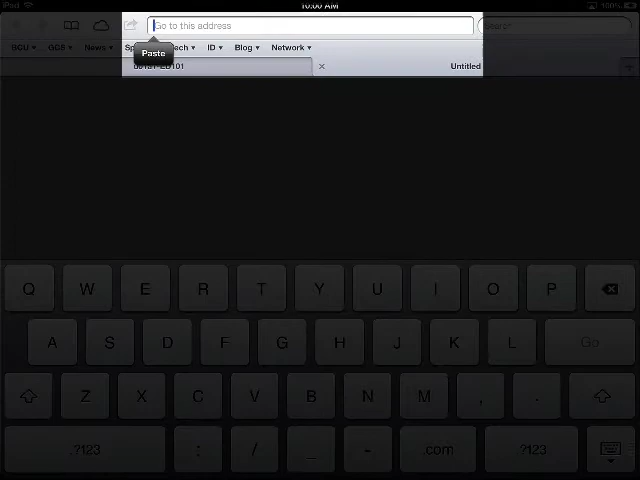 iPad 10:00 AM 100%
Go to this address
Search
BCU GCS News Tech ID Blog Network
Paste
Untitled
Q W E R T Y U I O P
A S D F G H J K L Go
Z X C V B N M , .
.?123 : / _ - .com .?123